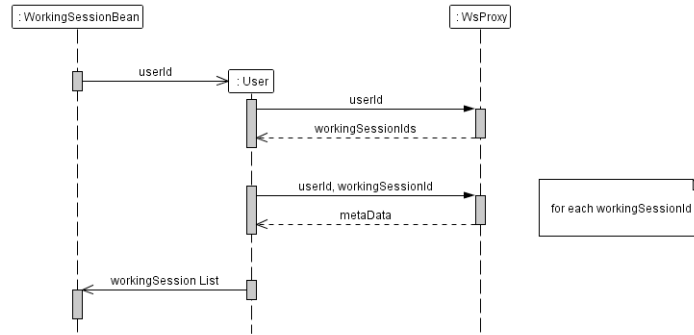 : WorkingSessionBean
: WsProxy
userId
: User
userId
workingSessionIds
userId, workingSessionId
metaData
for each workingSessionId
workingSession List